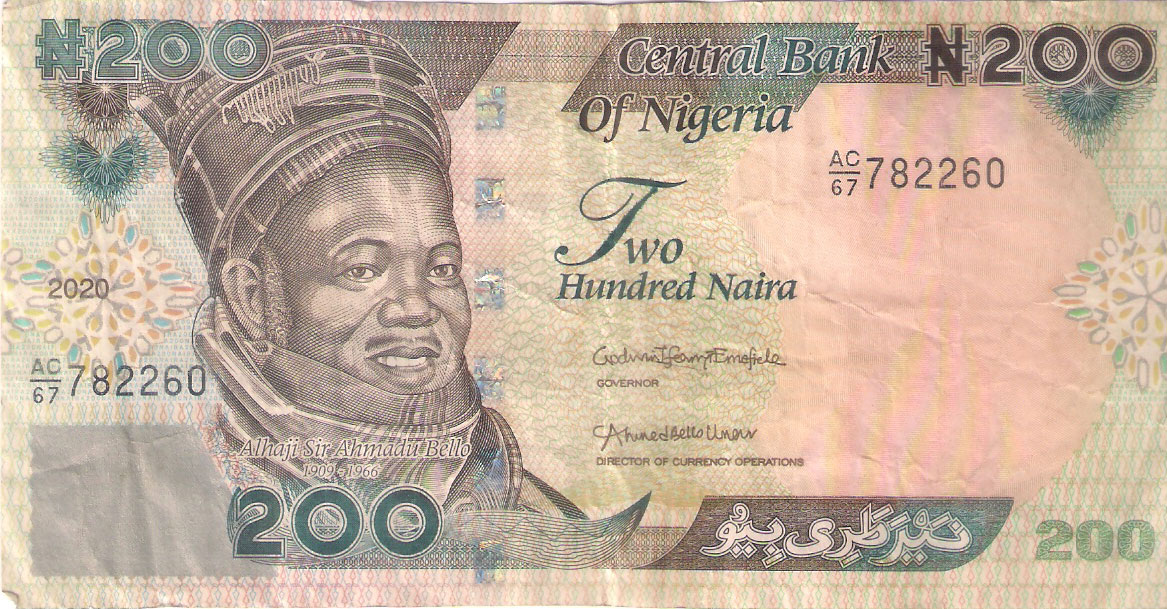 ₦200
Central Bank ₦200
Of Nigeria
AC/67 782260
Two
Hundred Naira
2020
AC/67 782260
Godwin Ifeanyi Emefiele
GOVERNOR
Ahmed Bello Umar
DIRECTOR OF CURRENCY OPERATIONS
Alhaji Sir Ahmadu Bello
1909 - 1966
200
نَيْرَ طَرِى بِيُو
200